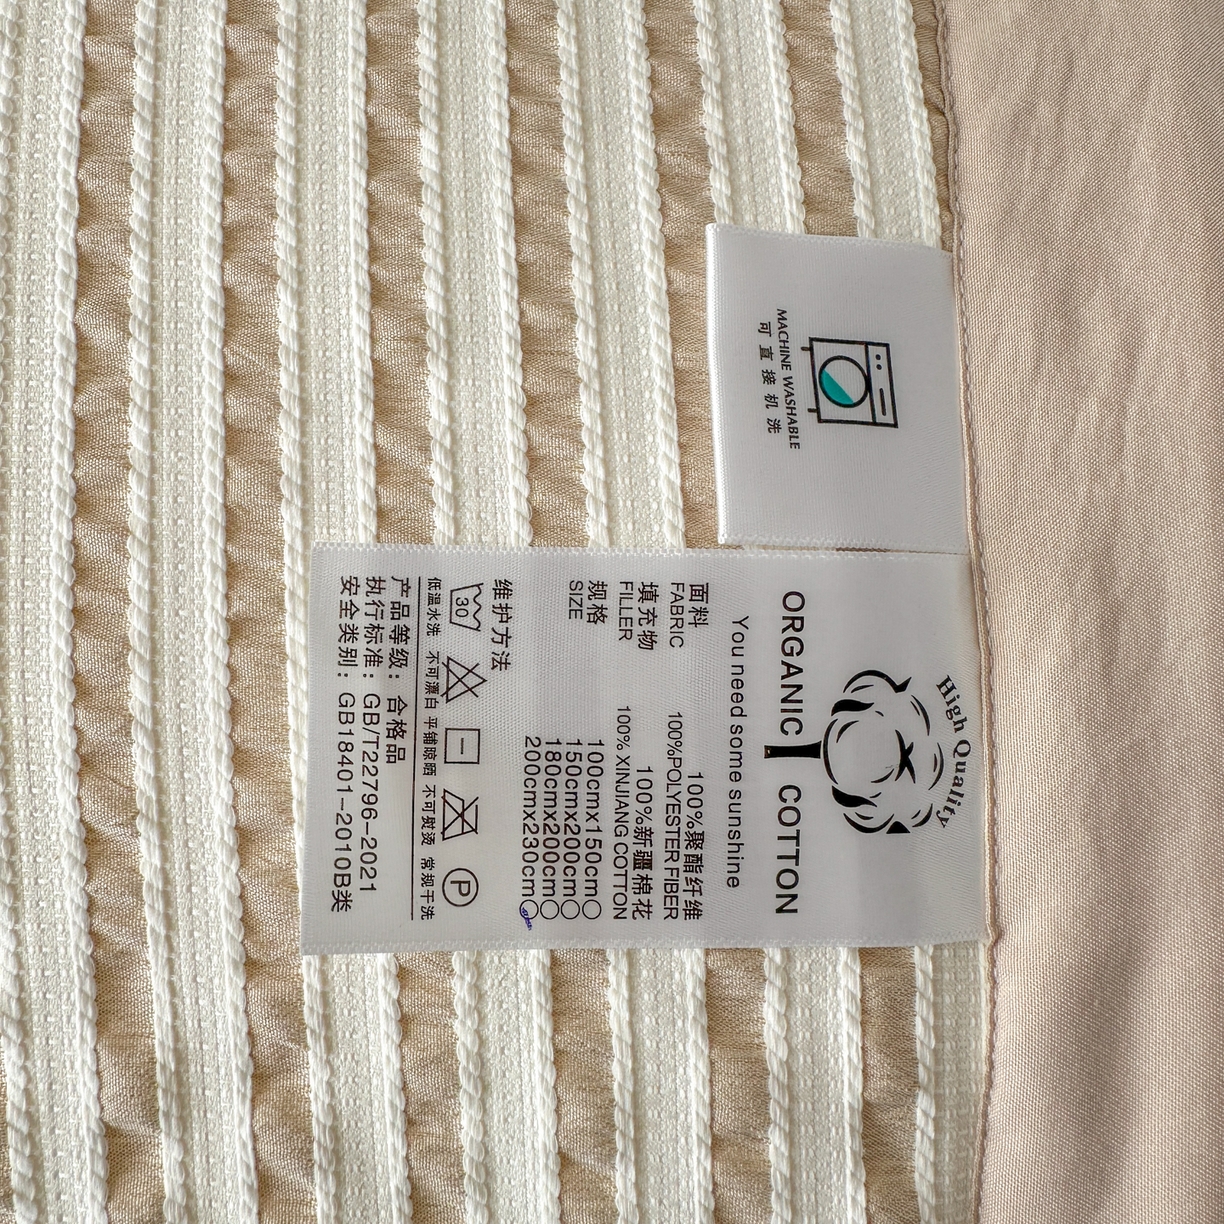 MACHINE WASHABLE
可直接机洗
High Quality
ORGANIC COTTON
You need some sunshine
面料 100%聚酯纤维
FABRIC 100%POLYESTER FIBER
填充物 100%新疆棉花
FILLER 100% XINJIANG COTTON
规格 100cmx150cm○
SIZE 150cmx200cm○
180cmx200cm○
200cmx230cm○
维护方法
30 P
低温水洗 不可漂白 平铺晾晒 不可熨烫 常规干洗
产品等级：合格品
执行标准：GB/T22796-2021
安全类别：GB18401-2010B类